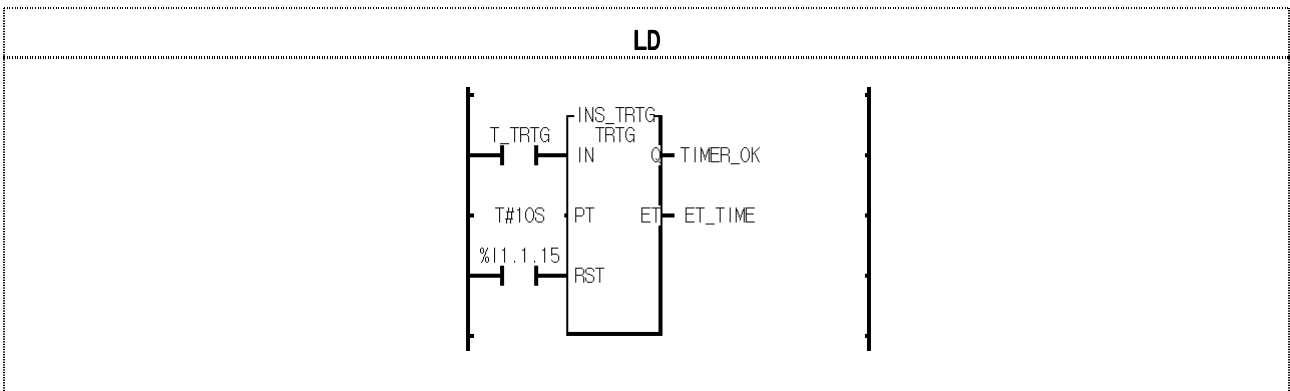 LD
INS_TRTG
T_TRTG
TRTG
IN
Q
TIMER_OK
T#10S
PT
ET
ET_TIME
%I1.1.15
RST